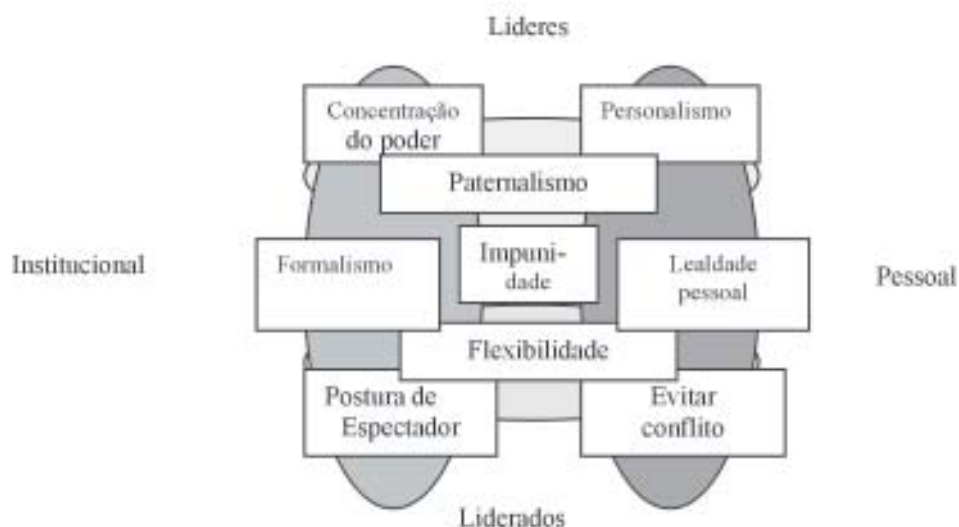 Lideres
Concentração
do poder
Personalismo
Paternalismo
Institucional
Formalismo
Impuni-
dade
Lealdade
pessoal
Pessoal
Flexibilidade
Postura de
Espectador
Evitar
conflito
Liderados